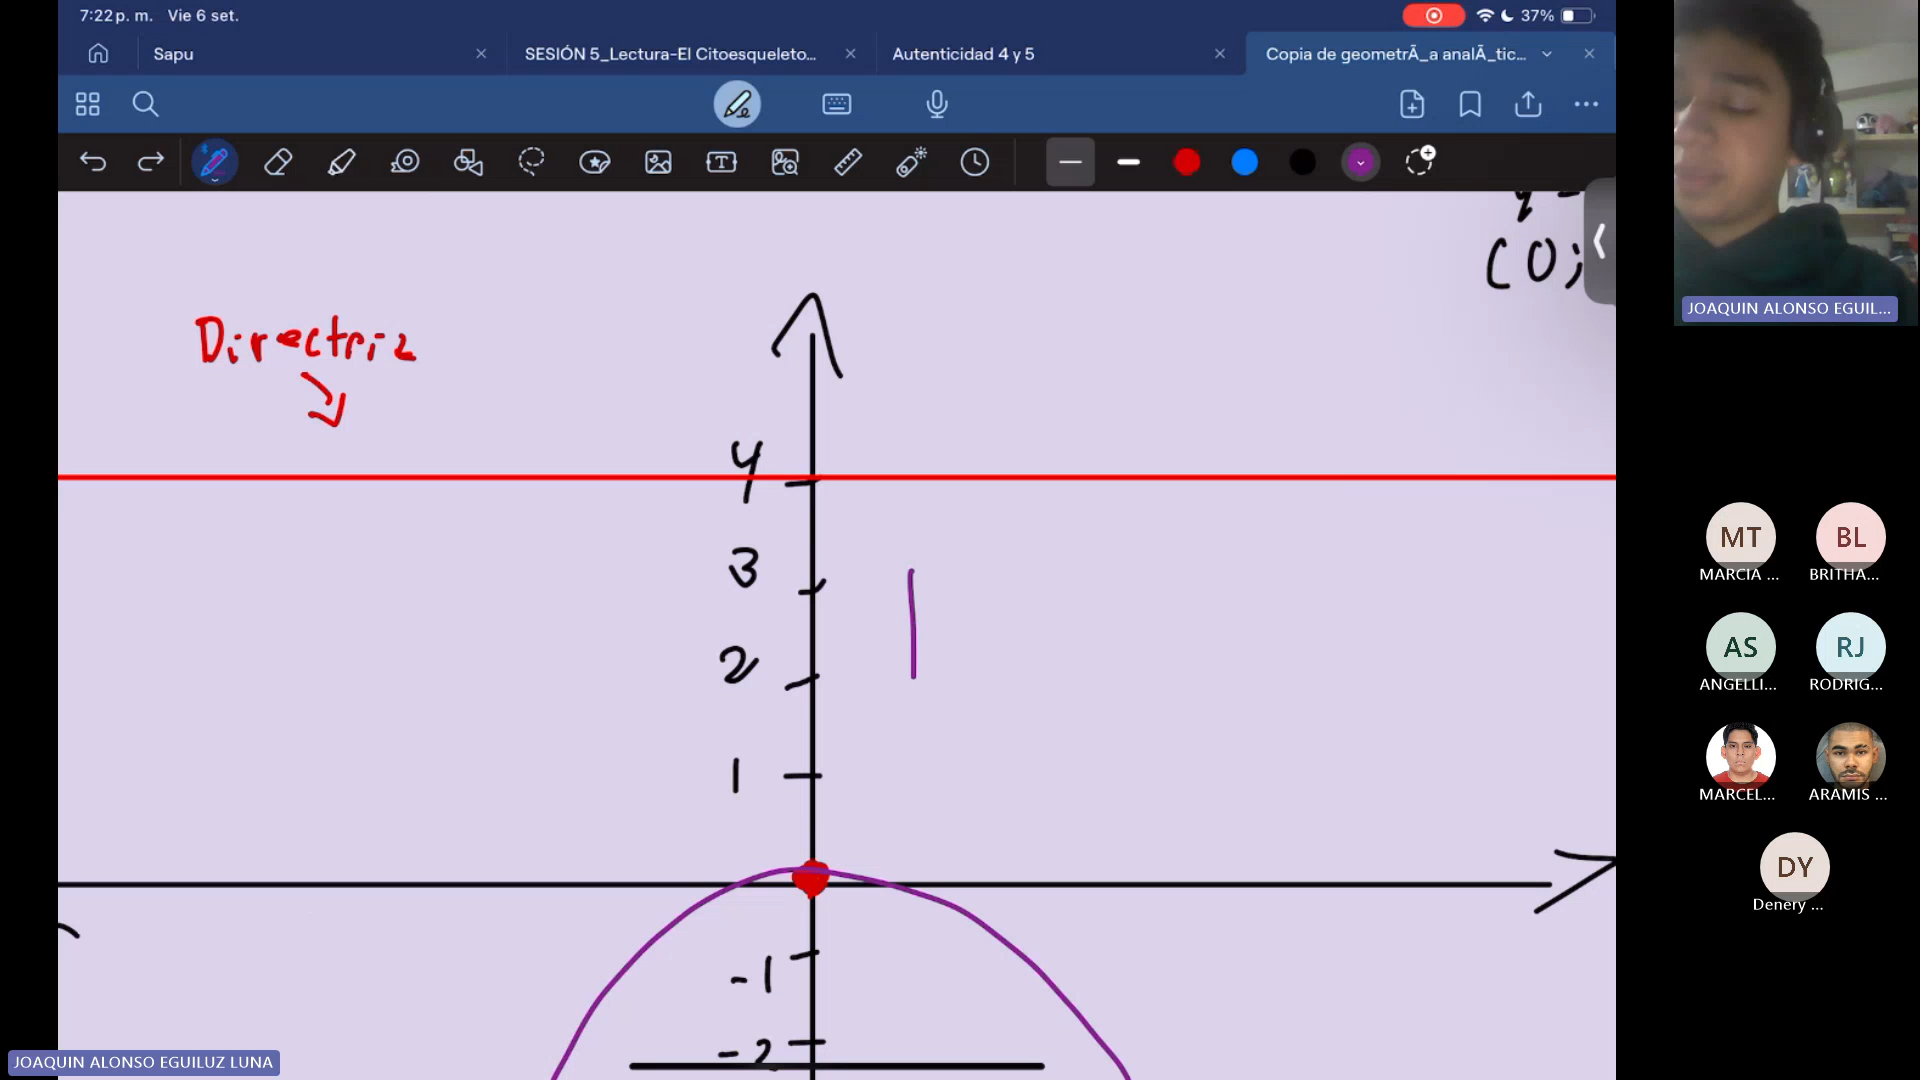 7:22 p. m. Vie 6 set.
37%
Sapu
SESIÓN 5_Lectura-El Citoesqueleto...
Autenticidad 4 y 5
Copia de geometrÃ_a analÃ_tic...
(0;
Directriz
4
3
2
1
-1
-2
JOAQUIN ALONSO EGUILUZ LUNA
JOAQUIN ALONSO EGUIL...
MT
MARCIA ...
BL
BRITHA...
AS
ANGELLI...
RJ
RODRIG...
MARCEL...
ARAMIS ...
DY
Denery ...